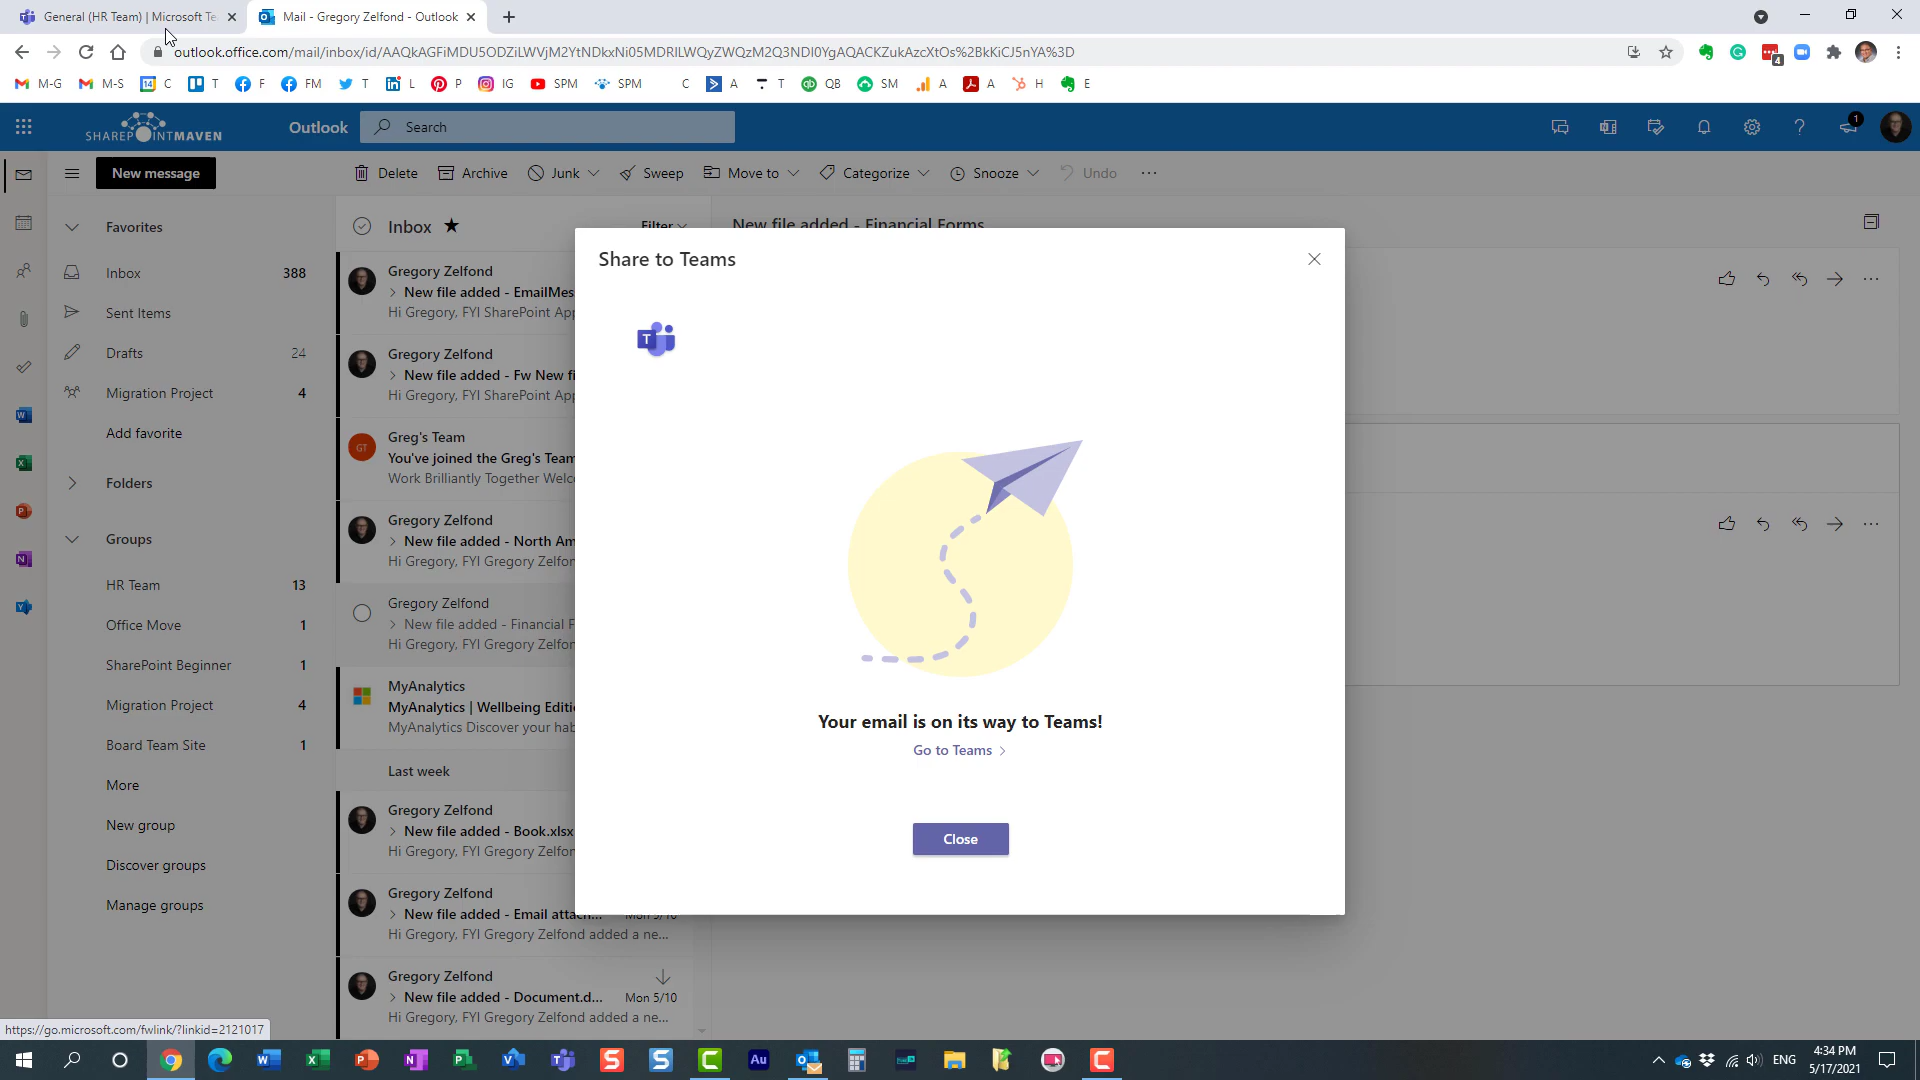 General (HR Team) | Microsoft Te
Mail - Gregory Zelfond - Outlook
outlook.office.com/mail/inbox/id/AAQkAGFiMDU5ODZiLWVjM2YtNDkxNi05MDRlLWQyZWQzM2Q3NDI0YgAQACKZukAzcXtOs%2BkKiCJ5nYA%3D
4
M-G
M-S
14
C
T
F
FM
T
L
P
IG
SPM
SPM
C
A
T
QB
SM
A
A
H
E
SHAREPOINTMAVEN
Outlook
Search
1
New message
Delete
Archive
Junk
Sweep
Move to
Categorize
Snooze
Undo
Favorites
Inbox 388
Sent Items
Drafts 24
Migration Project 4
Add favorite
Folders
Groups
HR Team 13
Office Move 1
SharePoint Beginner 1
Migration Project 4
Board Team Site 1
More
New group
Discover groups
Manage groups
Inbox
Filter
Gregory Zelfond
New file added - EmailMes
Hi Gregory, FYI SharePoint App
Gregory Zelfond
New file added - Fw New fi
Hi Gregory, FYI SharePoint App
GT
Greg's Team
You've joined the Greg's Team
Work Brilliantly Together Welc
Gregory Zelfond
New file added - North Am
Hi Gregory, FYI Gregory Zelfon
Gregory Zelfond
New file added - Financial F
Hi Gregory, FYI Gregory Zelfon
MyAnalytics
MyAnalytics | Wellbeing Editi
MyAnalytics Discover your hab
Last week
Gregory Zelfond
New file added - Book.xlsx
Hi Gregory, FYI Gregory Zelfon
Gregory Zelfond
New file added - Email attac... Mon 5/10
Hi Gregory, FYI Gregory Zelfond added a ne...
Gregory Zelfond
New file added - Document.d... Mon 5/10
Hi Gregory, FYI Gregory Zelfond added a ne...
New file added - Financial Forms
Share to Teams
T
Your email is on its way to Teams!
Go to Teams
Close
https://go.microsoft.com/fwlink/?linkid=2121017
Au
ENG
4:34 PM
5/17/2021